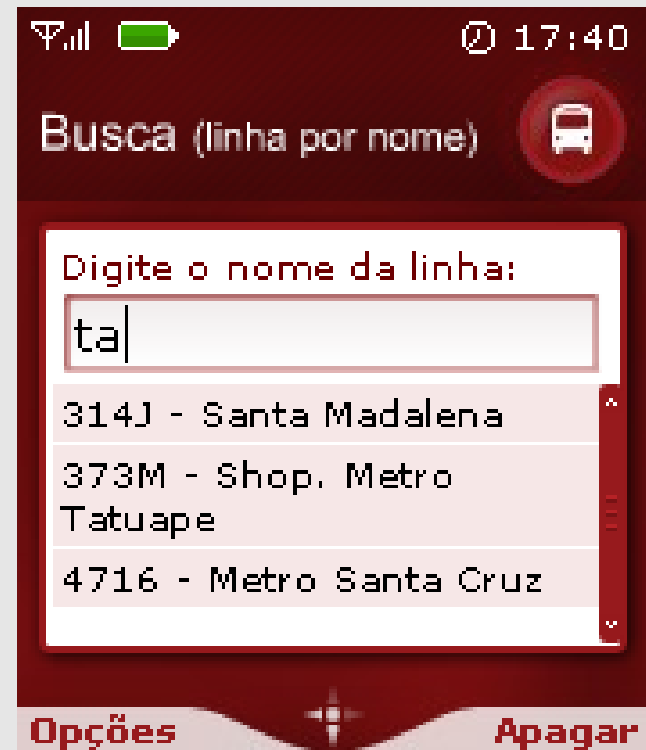 17:40
Busca (linha por nome)
Digite o nome da linha:
ta
314J - Santa Madalena
373M - Shop. Metro
Tatuape
4716 - Metro Santa Cruz
Opções Apagar